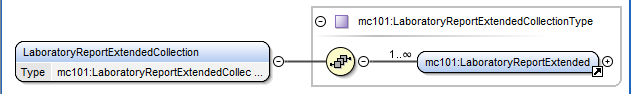 mc101:LaboratoryReportExtendedCollectionType
LaboratoryReportExtendedCollection
Type mc101:LaboratoryReportExtendedCollec ...
1..∞
mc101:LaboratoryReportExtended